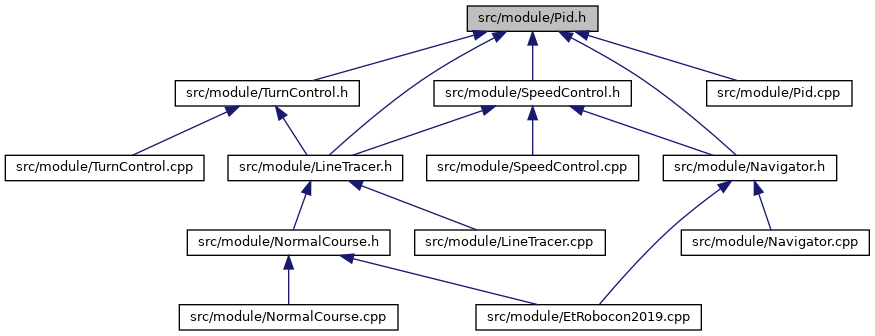 src/module/Pid.h
src/module/TurnControl.h
src/module/SpeedControl.h
src/module/Pid.cpp
src/module/TurnControl.cpp
src/module/LineTracer.h
src/module/SpeedControl.cpp
src/module/Navigator.h
src/module/NormalCourse.h
src/module/LineTracer.cpp
src/module/Navigator.cpp
src/module/NormalCourse.cpp
src/module/EtRobocon2019.cpp